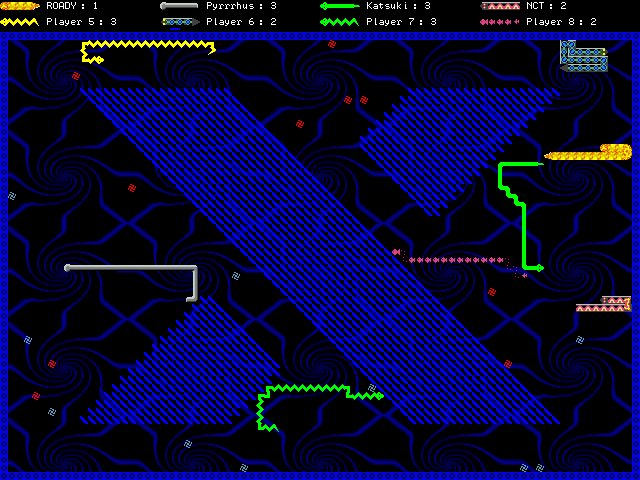 ROADY : 1 Pyrrrhus : 3 Katsuki : 3 NCT : 2
Player 5 : 3 Player 6 : 2 Player 7 : 3 Player 8 : 2